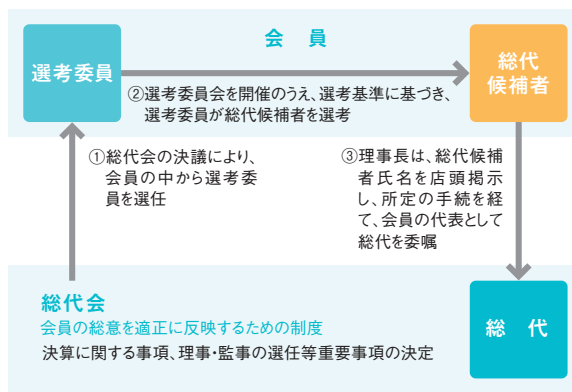 会　員
選考委員
総代
候補者
②選考委員会を開催のうえ、選考基準に基づき、
選考委員が総代候補者を選考
①総代会の決議により、
会員の中から選考委
員を選任
③理事長は、総代候補
者氏名を店頭掲示
し、所定の手続を経
て、会員の代表として
総代を委嘱
総代会
会員の総意を適正に反映するための制度
決算に関する事項、理事・監事の選任等重要事項の決定
総　代